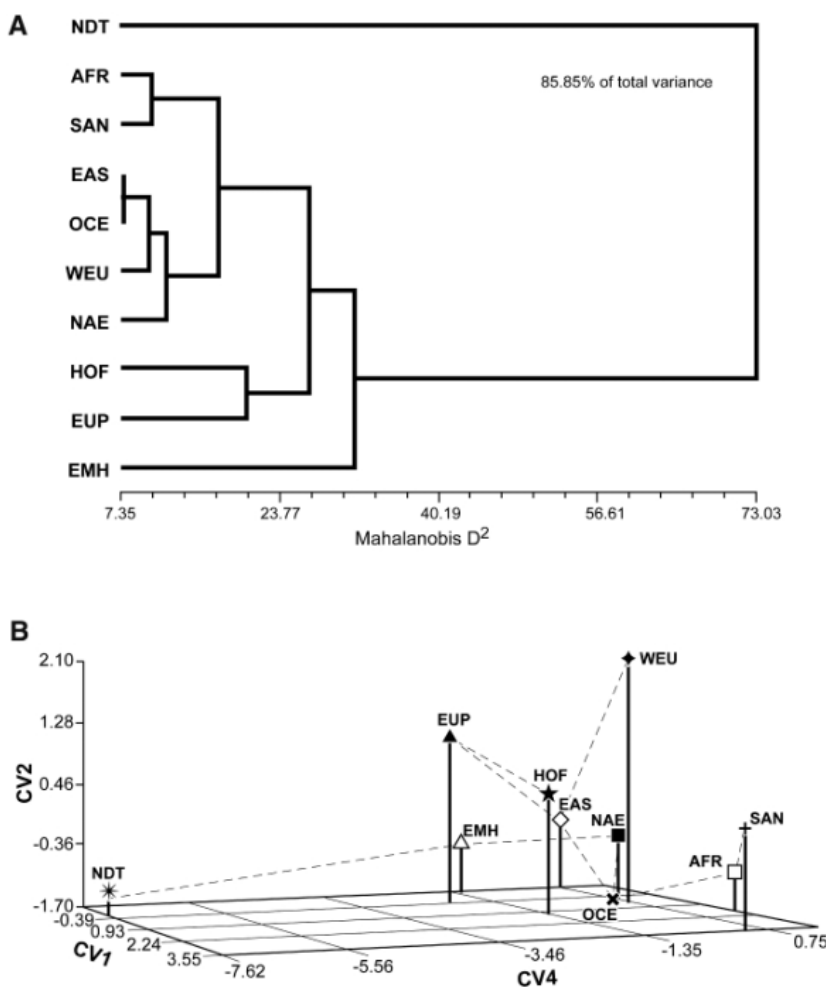 A
NDT
AFR
85.85% of total variance
SAN
EAS
OCE
WEU
NAE
HOF
EUP
EMH
7.35 23.77 40.19 56.61 73.03
Mahalanobis D2
B
2.10
WEU
EUP
1.28
HOF
CV2
0.46
EAS
NAE
SAN
EMH
-0.36
AFR
NDT
-1.70
OCE
-0.39
0.93
2.24
3.55
CV1
-7.62 -5.56 -3.46 -1.35 0.75
CV4